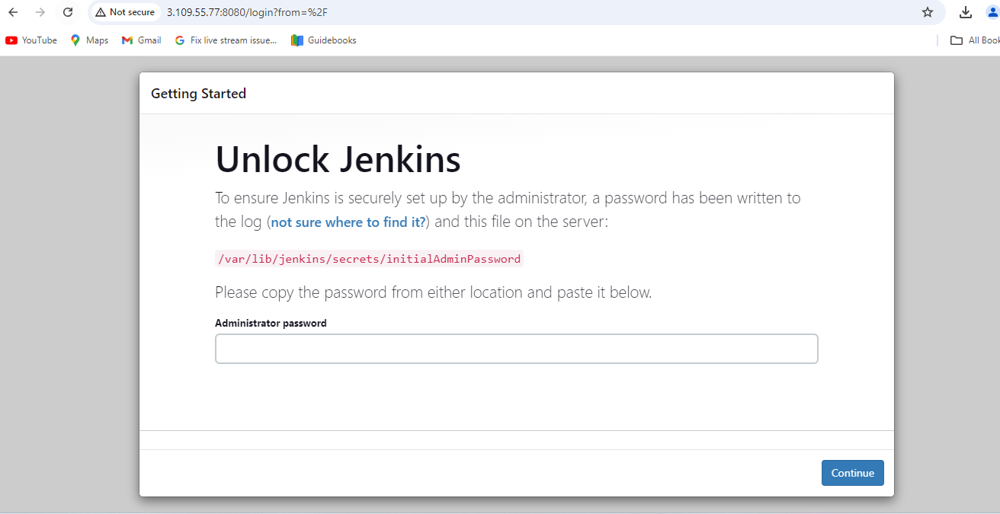 Not secure 3.109.55.77:8080/login?from=%2F
YouTube Maps Gmail Fix live stream issue... Guidebooks All Book
Getting Started
Unlock Jenkins
To ensure Jenkins is securely set up by the administrator, a password has been written to
the log (not sure where to find it?) and this file on the server:
/var/lib/jenkins/secrets/initialAdminPassword
Please copy the password from either location and paste it below.
Administrator password
Continue